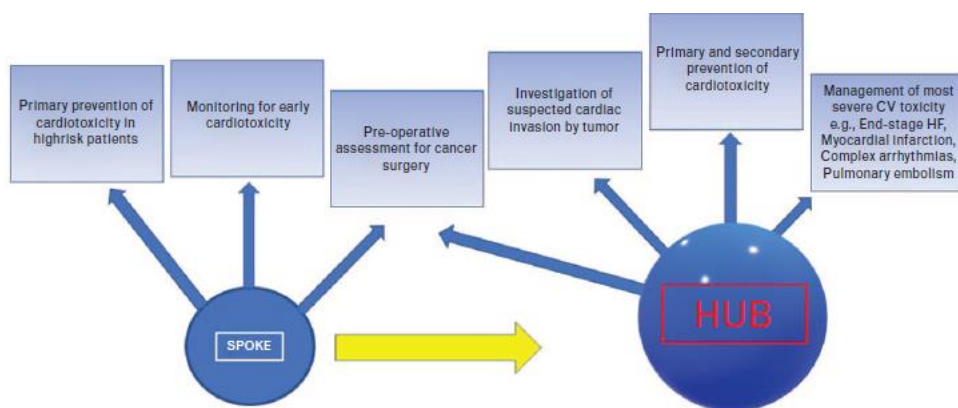 Primary prevention of
cardiotoxicity in
highrisk patients
Monitoring for early
cardiotoxicity
Pre-operative
assessment for cancer
surgery
Investigation of
suspected cardiac
invasion by tumor
Primary and secondary
prevention of
cardiotoxicity
Management of most
severe CV toxicity
e.g., End-stage HF,
Myocardial infarction,
Complex arrhythmias,
Pulmonary embolism
SPOKE
HUB